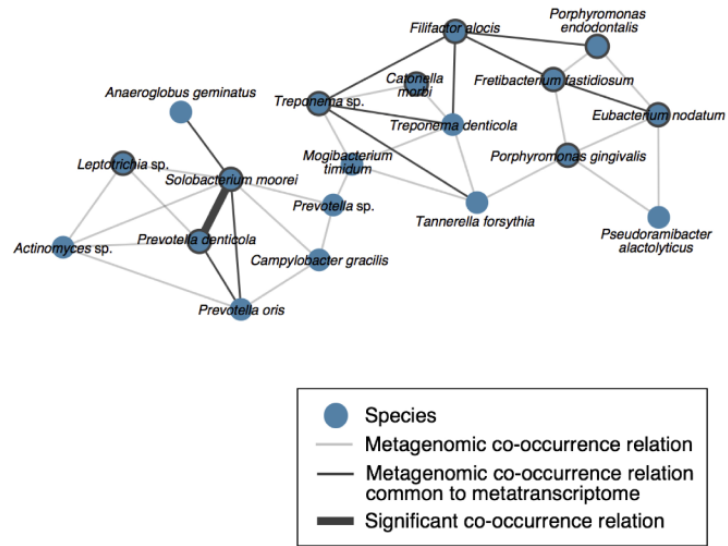 Porphyromonas
endodontalis
Filifactor alocis
Catonella
morbi
Fretibacterium fastidiosum
Anaeroglobus geminatus
Treponema sp.
Eubacterium nodatum
Treponema denticola
Mogibacterium
timidum
Porphyromonas gingivalis
Leptotrichia sp.
Solobacterium moorei
Prevotella sp.
Tannerella forsythia
Pseudoramibacter
alactolyticus
Prevotella denticola
Actinomyces sp.
Campylobacter gracilis
Prevotella oris
Species
Metagenomic co-occurrence relation
Metagenomic co-occurrence relation
common to metatranscriptome
Significant co-occurrence relation